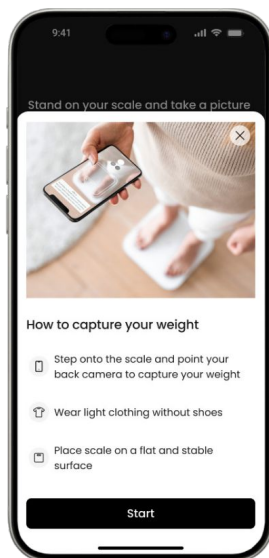 9:41
Stand on your scale and take a picture
How to capture your weight
Step onto the scale and point your
back camera to capture your weight
Wear light clothing without shoes
Place scale on a flat and stable
surface
Start